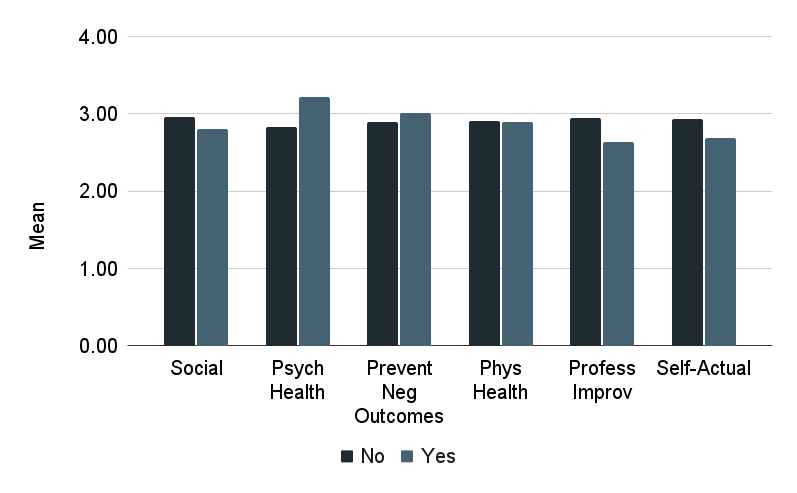 4.00
3.00
2.00
1.00
0.00
Mean
Social
Psych
Health
Prevent
Neg
Outcomes
Phys
Health
Profess
Improv
Self-Actual
No
Yes